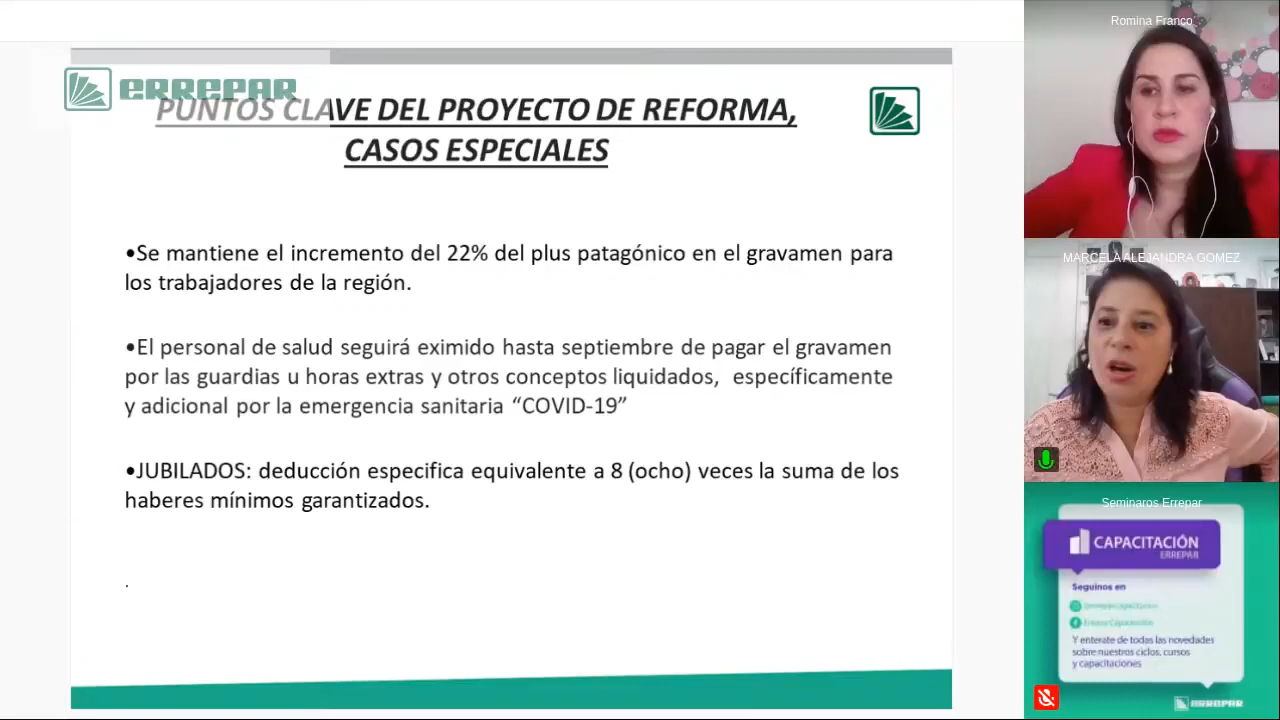 ERREPAR
PUNTOS CLAVE DEL PROYECTO DE REFORMA,
CASOS ESPECIALES
•Se mantiene el incremento del 22% del plus patagónico en el gravamen para
los trabajadores de la región.
•El personal de salud seguirá eximido hasta septiembre de pagar el gravamen
por las guardias u horas extras y otros conceptos liquidados, específicamente
y adicional por la emergencia sanitaria “COVID-19”
•JUBILADOS: deducción especifica equivalente a 8 (ocho) veces la suma de los
haberes mínimos garantizados.
.
Romina Franco
MARCELA ALEJANDRA GOMEZ
Seminaros Errepar
CAPACITACIÓN
ERREPAR
Seguinos en
Y enterate de todas las novedades
sobre nuestros ciclos, cursos
y capacitaciones
ERREPAR